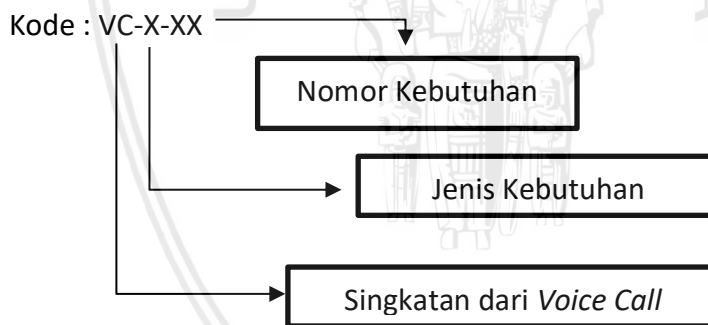 Kode : VC-X-XX
Nomor Kebutuhan
Jenis Kebutuhan
Singkatan dari Voice Call